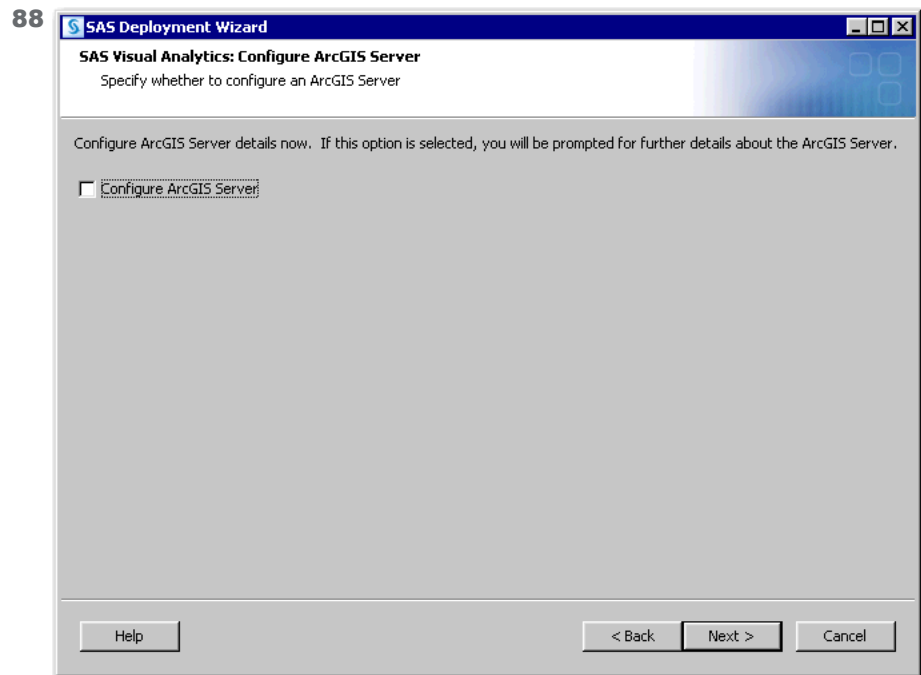 88
SAS Deployment Wizard
SAS Visual Analytics: Configure ArcGIS Server
Specify whether to configure an ArcGIS Server
Configure ArcGIS Server details now. If this option is selected, you will be prompted for further details about the ArcGIS Server.
Configure ArcGIS Server
Help
< Back
Next >
Cancel